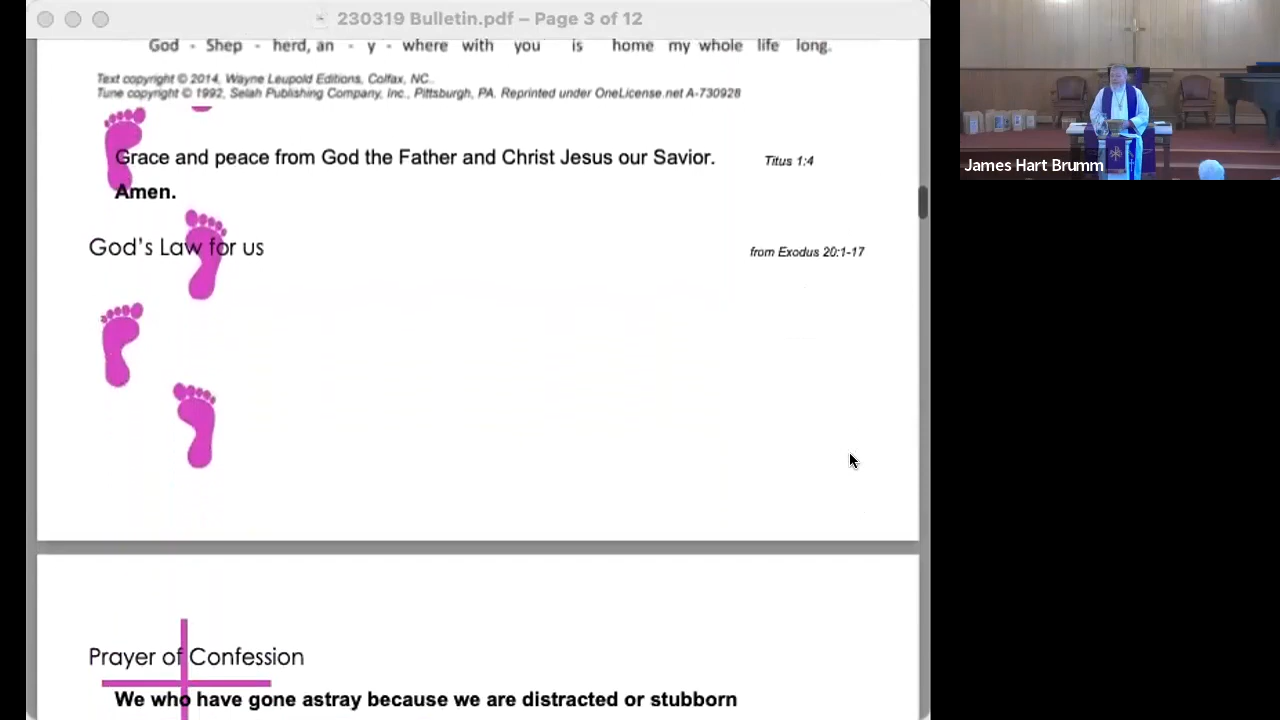 230319 Bulletin.pdf – Page 3 of 12
God - Shep - herd, an - y - where with you is home my whole life long.
Text copyright © 2014, Wayne Leupold Editions, Colfax, NC.
Tune copyright © 1992, Selah Publishing Company, Inc., Pittsburgh, PA. Reprinted under OneLicense.net A-730928
Grace and peace from God the Father and Christ Jesus our Savior. Titus 1:4
Amen.
God's Law for us from Exodus 20:1-17
Prayer of Confession
We who have gone astray because we are distracted or stubborn
James Hart Brumm